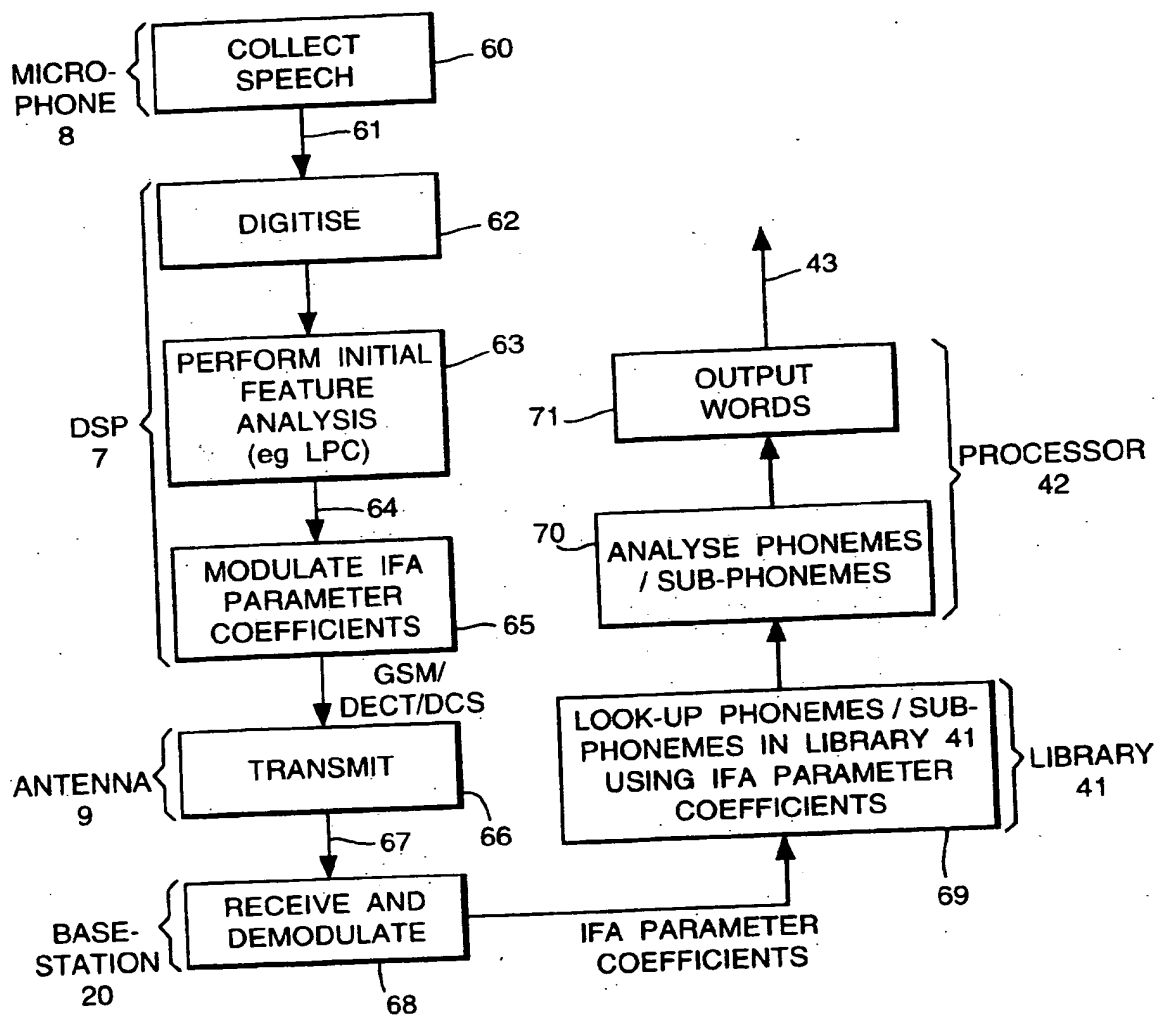 COLLECT
SPEECH
60
MICRO-
PHONE
8
61
DIGITISE
62
PERFORM INITIAL
FEATURE
ANALYSIS
(eg LPC)
63
DSP
7
64
MODULATE IFA
PARAMETER
COEFFICIENTS
65
GSM/
DECT/DCS
TRANSMIT
66
ANTENNA
9
67
RECEIVE AND
DEMODULATE
68
BASE-
STATION
20
IFA PARAMETER
COEFFICIENTS
LOOK-UP PHONEMES / SUB-
PHONEMES IN LIBRARY 41
USING IFA PARAMETER
COEFFICIENTS
69
LIBRARY
41
70
ANALYSE PHONEMES
/ SUB-PHONEMES
PROCESSOR
42
71
OUTPUT
WORDS
43